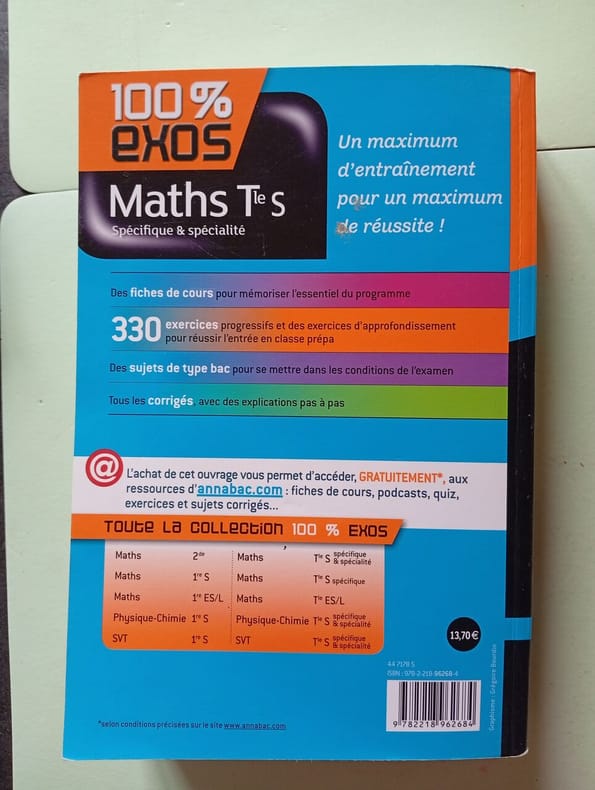 100 %
exos
Maths Tle S
Spécifique & spécialité
Un maximum
d'entraînement
pour un maximum
de réussite !
Des fiches de cours pour mémoriser l'essentiel du programme
330 exercices progressifs et des exercices d'approfondissement
pour réussir l'entrée en classe prépa
Des sujets de type bac pour se mettre dans les conditions de l'examen
Tous les corrigés avec des explications pas à pas
@ L'achat de cet ouvrage vous permet d'accéder, GRATUITEMENT*, aux
ressources d'annabac.com : fiches de cours, podcasts, quiz,
exercices et sujets corrigés...
Toute la collection 100 % exos
Maths 2de
Maths 1re S
Maths 1re ES/L
Physique-Chimie 1re S
SVT 1re S
Maths Tle S spécifique & spécialité
Maths Tle S spécifique
Maths Tle ES/L
Physique-Chimie Tle S spécifique & spécialité
SVT Tle S spécifique & spécialité
13,70 €
44 7178 5
ISBN : 978-2-218-96268-4
9 782218 962684
*selon conditions précisées sur le site www.annabac.com
Graphisme : Grégoire Bourdin